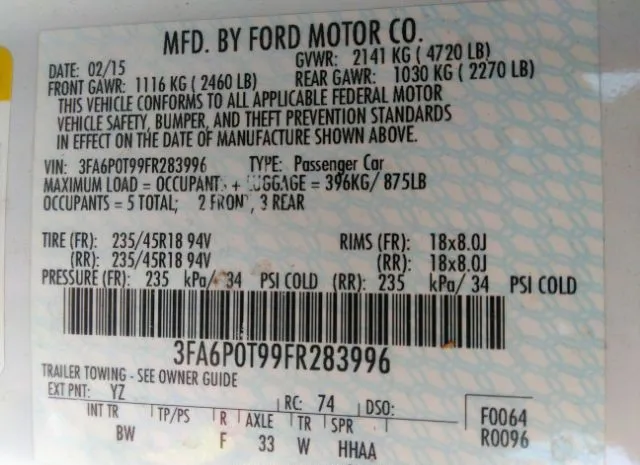 MFD. BY FORD MOTOR CO.
DATE: 02/15 GVWR: 2141 KG ( 4720 LB)
FRONT GAWR: 1116 KG ( 2460 LB) REAR GAWR: 1030 KG ( 2270 LB)
THIS VEHICLE CONFORMS TO ALL APPLICABLE FEDERAL MOTOR
VEHICLE SAFETY, BUMPER, AND THEFT PREVENTION STANDARDS
IN EFFECT ON THE DATE OF MANUFACTURE SHOWN ABOVE.
VIN: 3FA6P0T99FR283996 TYPE: Passenger Car
MAXIMUM LOAD = OCCUPANTS + LUGGAGE = 396KG/ 875LB
OCCUPANTS = 5 TOTAL; 2 FRONT, 3 REAR
TIRE (FR): 235/45R18 94V RIMS (FR): 18x8.0J
(RR): 235/45R18 94V (RR): 18x8.0J
PRESSURE (FR): 235 kPa/ 34 PSI COLD (RR): 235 kPa/ 34 PSI COLD
3FA6P0T99FR283996
TRAILER TOWING - SEE OWNER GUIDE
EXT PNT: YZ RC: 74 DSO: F0064
INT TR TP/PS R AXLE TR SPR R0096
BW F 33 W HHAA